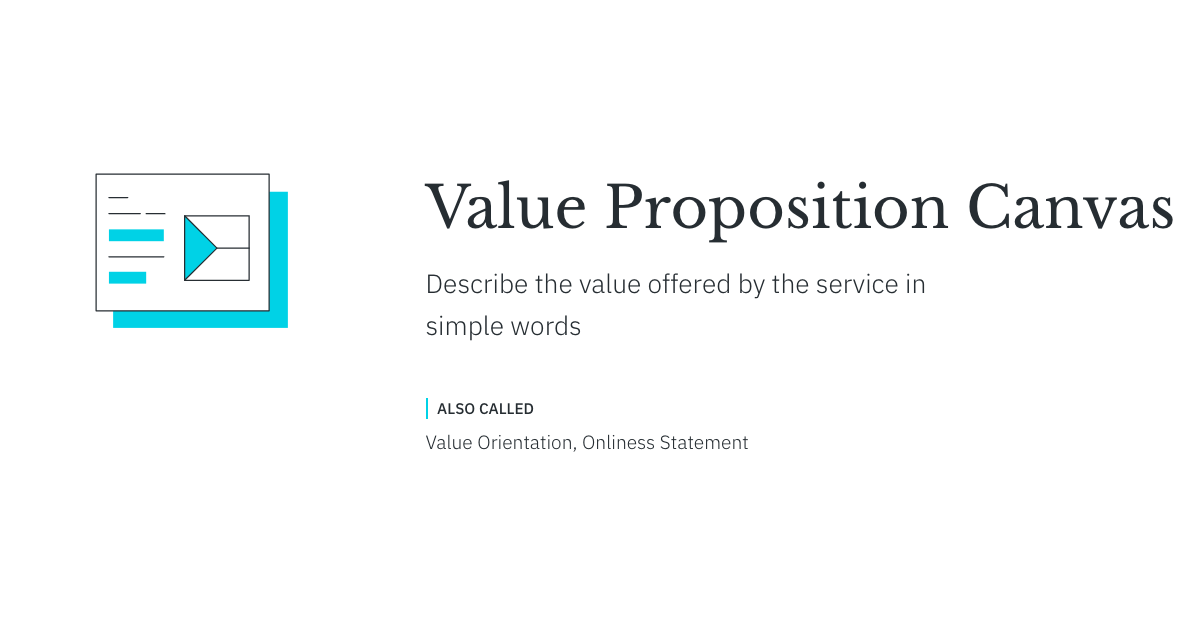 Value Proposition Canvas
Describe the value offered by the service in
simple words
ALSO CALLED
Value Orientation, Onliness Statement